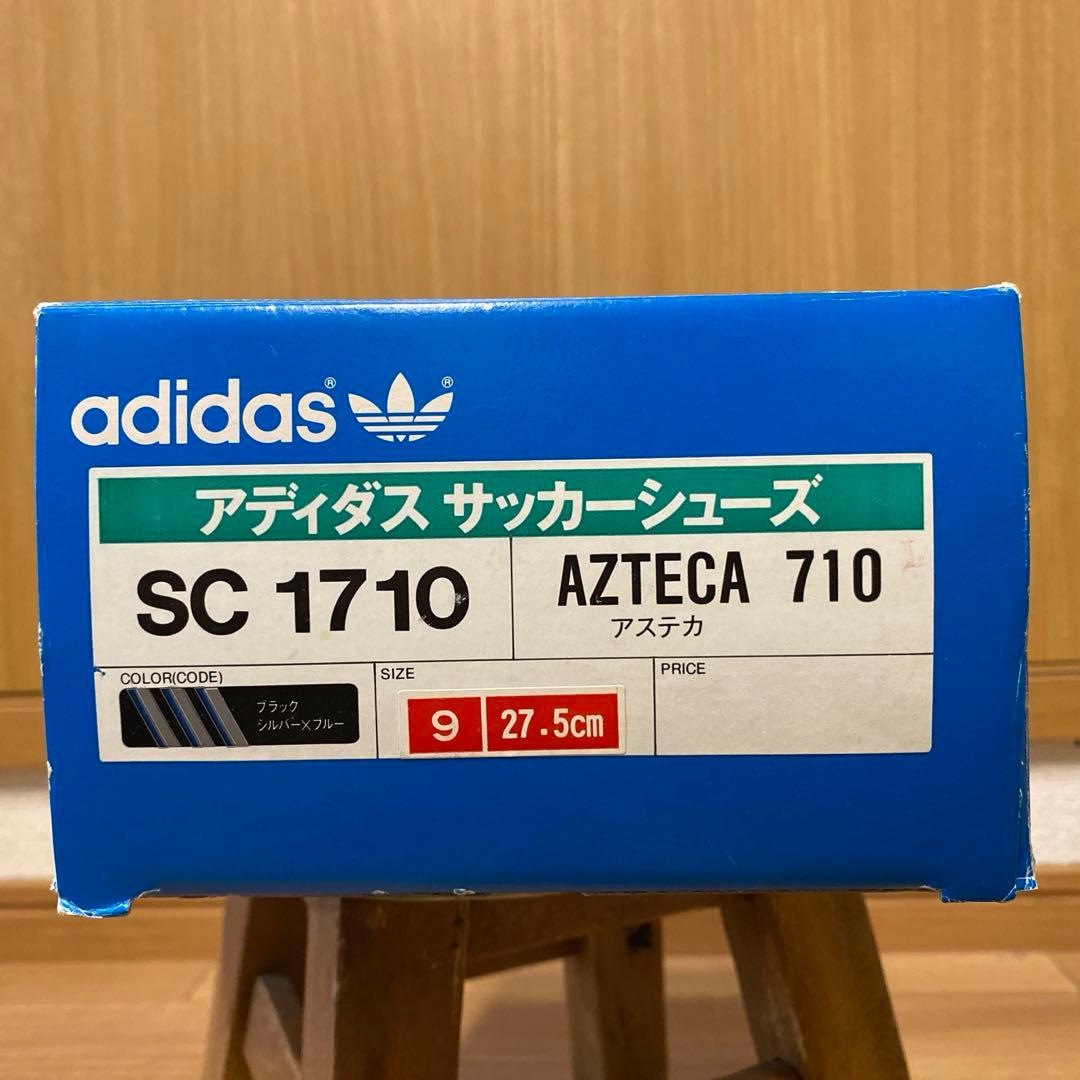 adidas® ®
アディダス サッカーシューズ
SC 1710
AZTECA 710
アステカ
COLOR(CODE)
ブラック
シルバー×ブルー
SIZE
9 27.5cm
PRICE